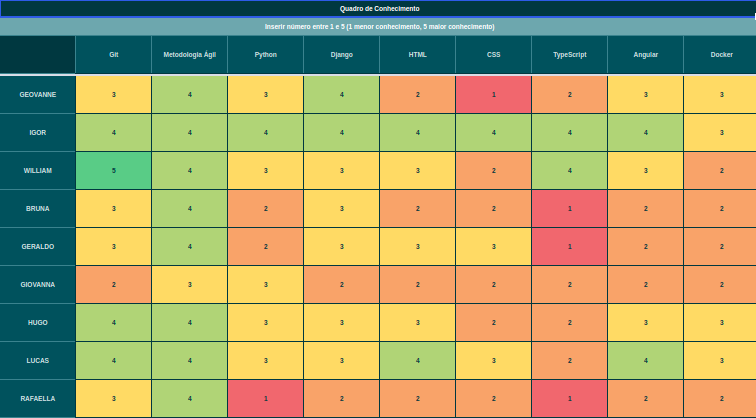 Quadro de Conhecimento
Inserir número entre 1 e 5 (1 menor conhecimento, 5 maior conhecimento)
Git Metodologia Ágil Python Django HTML CSS TypeScript Angular Docker
GEOVANNE 3 4 3 4 2 1 2 3 3
IGOR 4 4 4 4 4 4 4 4 3
WILLIAM 5 4 3 3 3 2 4 3 2
BRUNA 3 4 2 3 2 2 1 2 2
GERALDO 3 4 2 3 3 3 1 2 2
GIOVANNA 2 3 3 2 2 2 2 2 2
HUGO 4 4 3 3 3 2 2 3 3
LUCAS 4 4 3 3 4 3 2 4 3
RAFAELLA 3 4 1 2 2 2 1 2 2